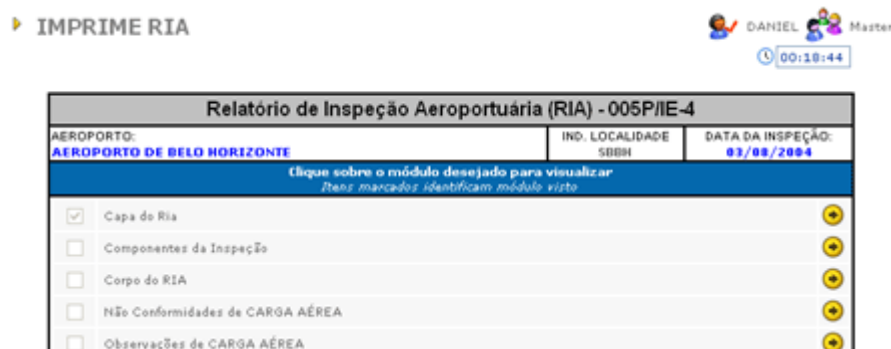 IMPRIME RIA
DANIEL Master
00:18:44
Relatório de Inspeção Aeroportuária (RIA) - 005P/IE-4
AEROPORTO: IND. LOCALIDADE DATA DA INSPEÇÃO:
AEROPORTO DE BELO HORIZONTE SBBH 03/08/2004
Clique sobre o módulo desejado para visualizar
Itens marcados identificam módulo visto
Capa do Ria
Componentes da Inspeção
Corpo do RIA
Não Conformidades de CARGA AÉREA
Observações de CARGA AÉREA